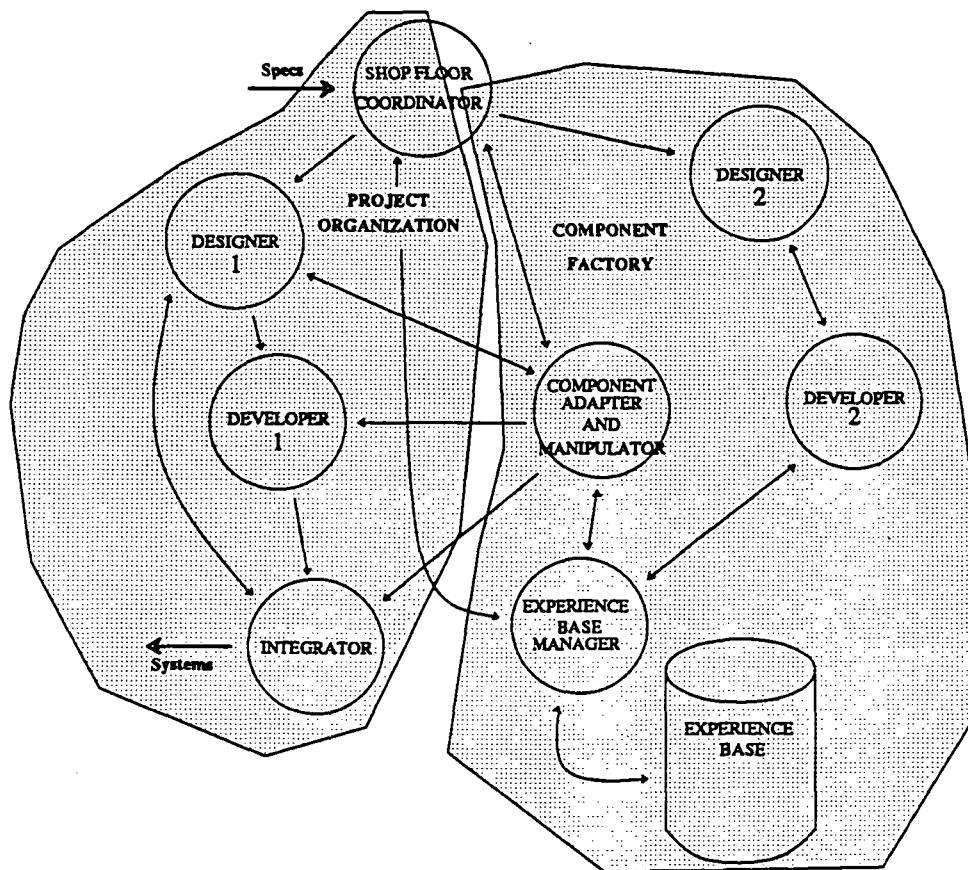 Specs
SHOP FLOOR
COORDINATOR
PROJECT
ORGANIZATION
DESIGNER
1
DESIGNER
2
COMPONENT
FACTORY
DEVELOPER
1
COMPONENT
ADAPTER
AND
MANIPULATOR
DEVELOPER
2
INTEGRATOR
Systems
EXPERIENCE
BASE
MANAGER
EXPERIENCE
BASE